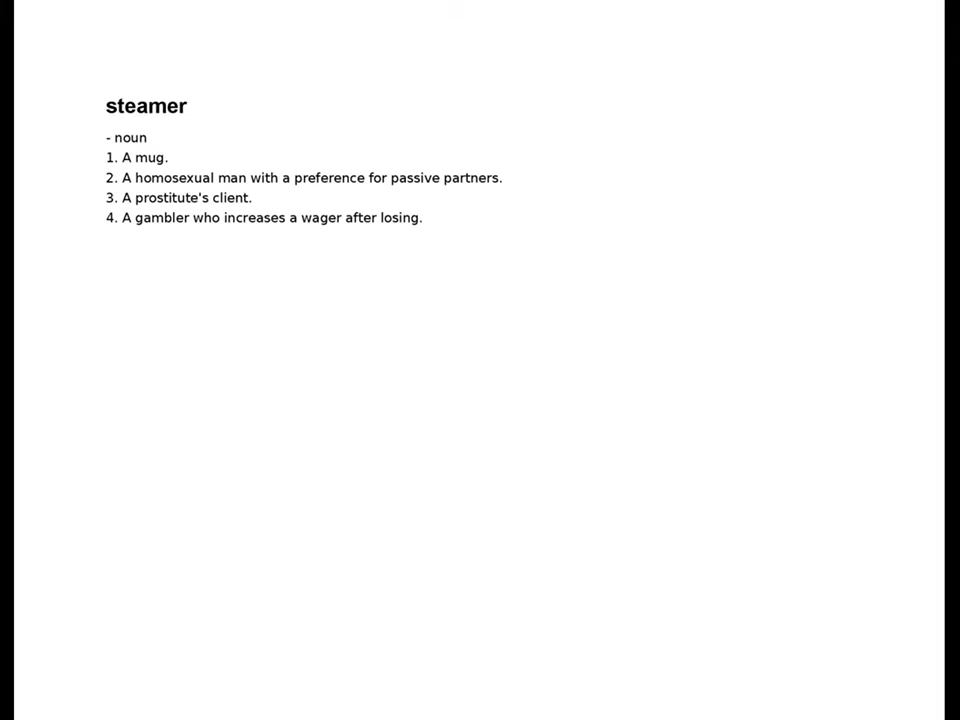 steamer
- noun
1. A mug.
2. A homosexual man with a preference for passive partners.
3. A prostitute's client.
4. A gambler who increases a wager after losing.